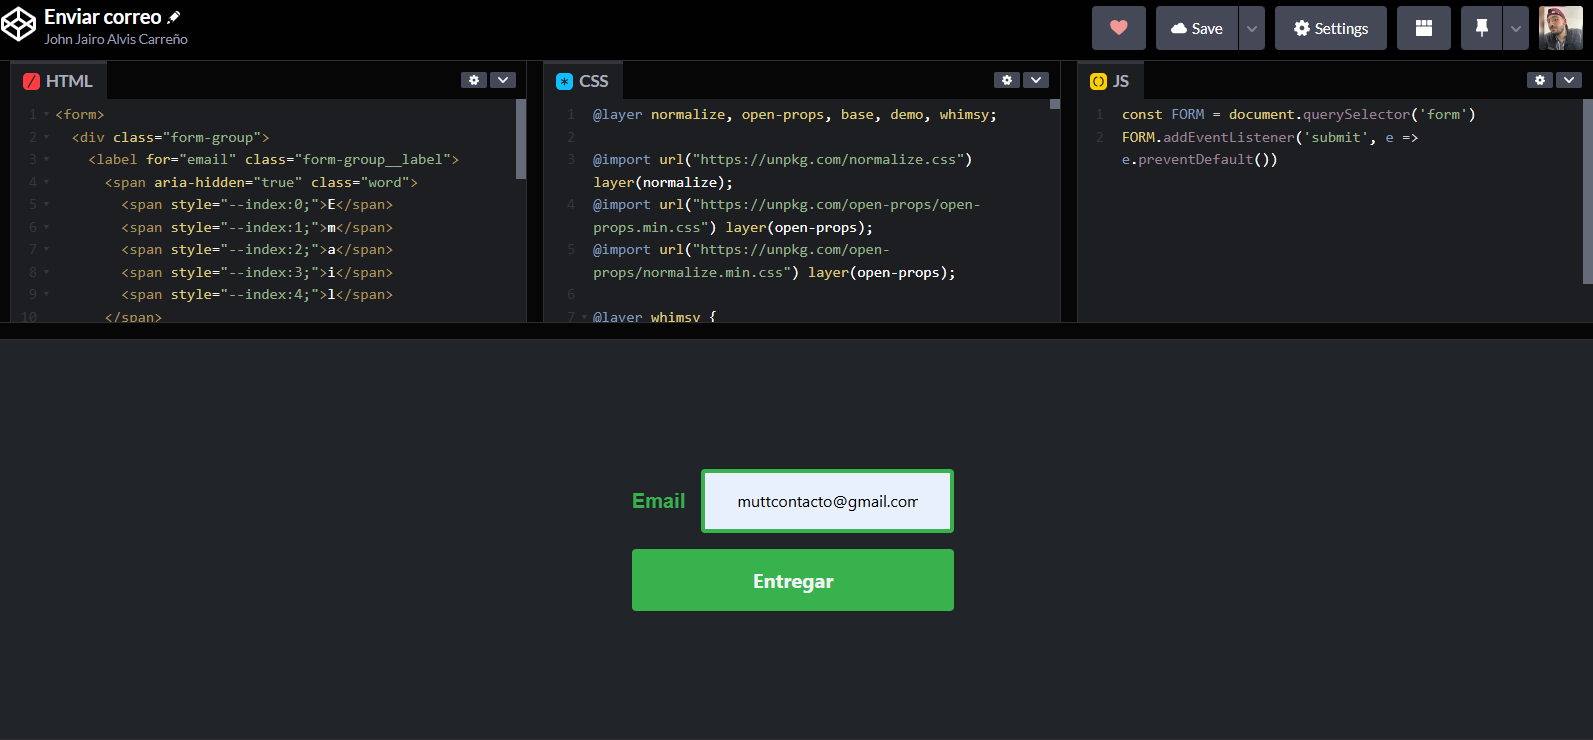 Enviar correo
John Jairo Alvis Carreño
Save
Settings
HTML
1 <form>
2 <div class="form-group">
3 <label for="email" class="form-group__label">
4 <span aria-hidden="true" class="word">
5 <span style="--index:0;">E</span>
6 <span style="--index:1;">m</span>
7 <span style="--index:2;">a</span>
8 <span style="--index:3;">i</span>
9 <span style="--index:4;">l</span>
10 </span>
CSS
1 @layer normalize, open-props, base, demo, whimsy;
2
3 @import url("https://unpkg.com/normalize.css")
layer(normalize);
4 @import url("https://unpkg.com/open-props/open-
props.min.css") layer(open-props);
5 @import url("https://unpkg.com/open-
props/normalize.min.css") layer(open-props);
6
7 @layer whimsy {
JS
1 const FORM = document.querySelector('form')
2 FORM.addEventListener('submit', e =>
e.preventDefault())
Email
muttcontacto@gmail.com
Entregar